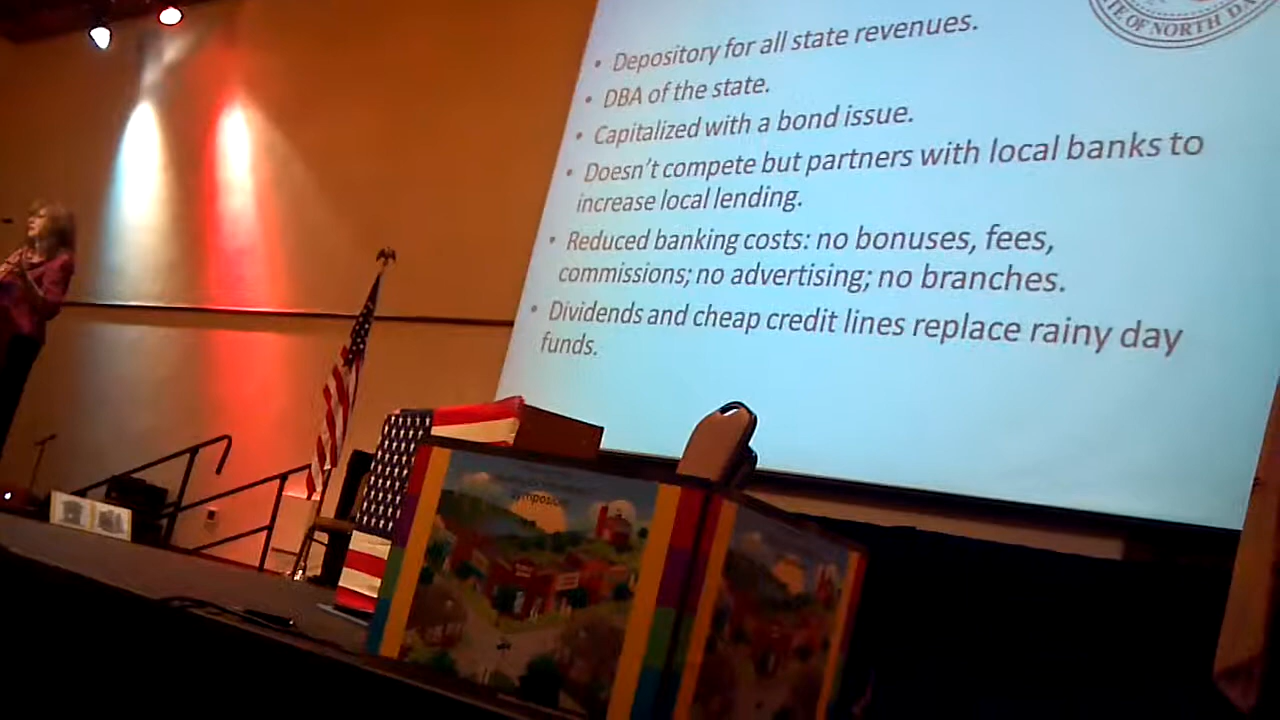 TE OF NORTH DA
• Depository for all state revenues.
• DBA of the state.
• Capitalized with a bond issue.
• Doesn't compete but partners with local banks to
increase local lending.
• Reduced banking costs: no bonuses, fees,
commissions; no advertising; no branches.
• Dividends and cheap credit lines replace rainy day
funds.